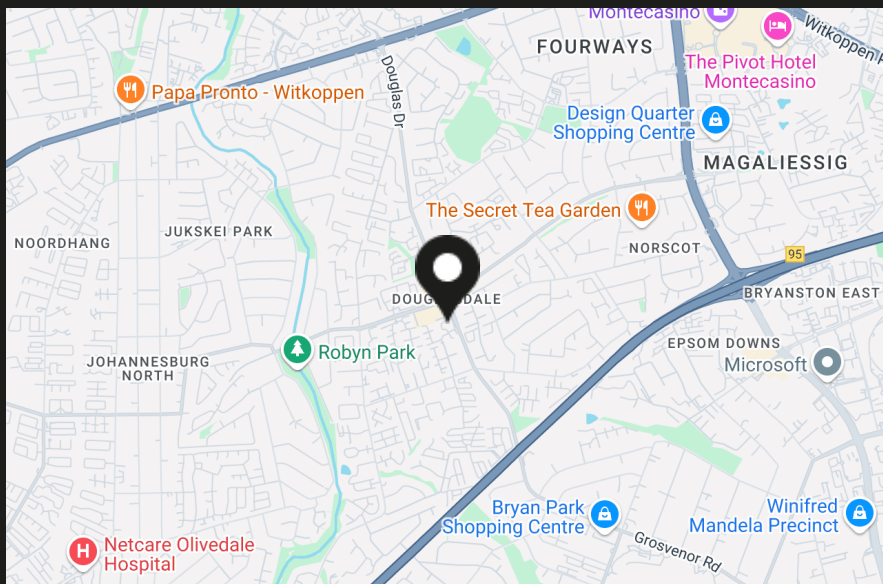 Montecasino
FOURWAYS
Witkoppen
The Pivot Hotel
Montecasino
Douglas Dr
Papa Pronto - Witkoppen
Design Quarter
Shopping Centre
MAGALIESSIG
The Secret Tea Garden
JUKSKEI PARK
NOORDHANG
NORSCOT
95
BRYANSTON EAST
EPSOM DOWNS
Robyn Park
JOHANNESBURG
NORTH
Microsoft
Bryan Park
Shopping Centre
Winifred
Mandela Precinct
Grosvenor Rd
H
Netcare Olivedale
Hospital